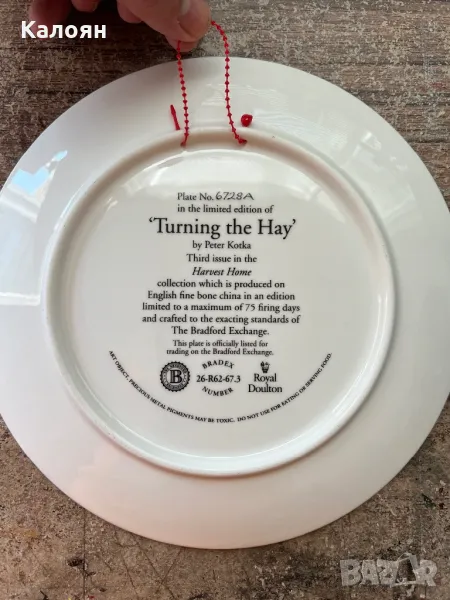 Калоян
Plate No. 6728A
in the limited edition of
'Turning the Hay'
by Peter Kotka
Third issue in the
Harvest Home
collection which is produced on
English fine bone china in an edition
limited to a maximum of 75 firing days
and crafted to the exacting standards of
The Bradford Exchange.
This plate is officially listed for
trading on the Bradford Exchange.
BRADEX
26-R62-67.3
NUMBER
B
Royal
Doulton
ART OBJECT. PRECIOUS METAL PIGMENTS MAY BE TOXIC. DO NOT USE FOR EATING OR SERVING FOOD.
BAZAR